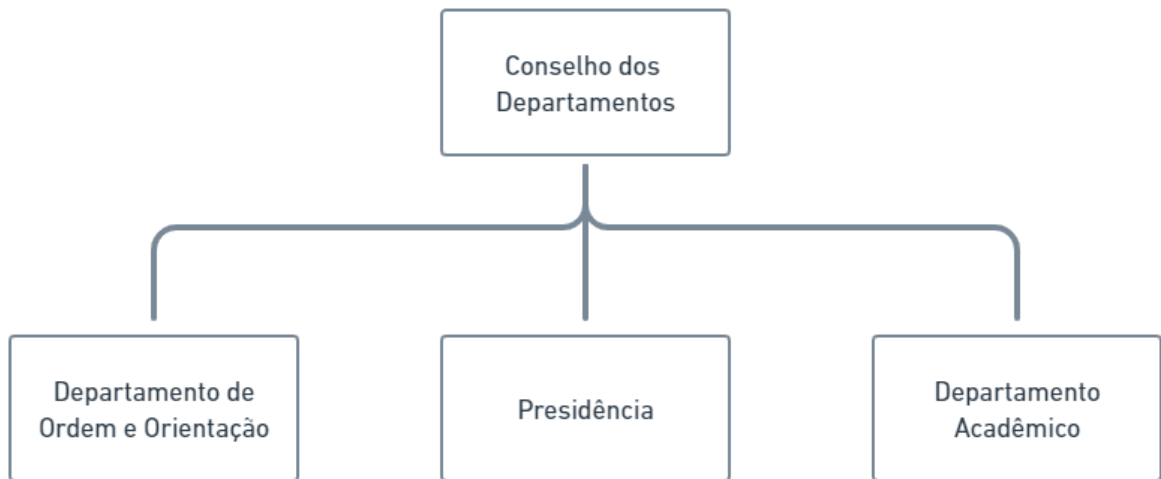 Conselho dos
Departamentos
Departamento de
Ordem e Orientação
Presidência
Departamento
Acadêmico